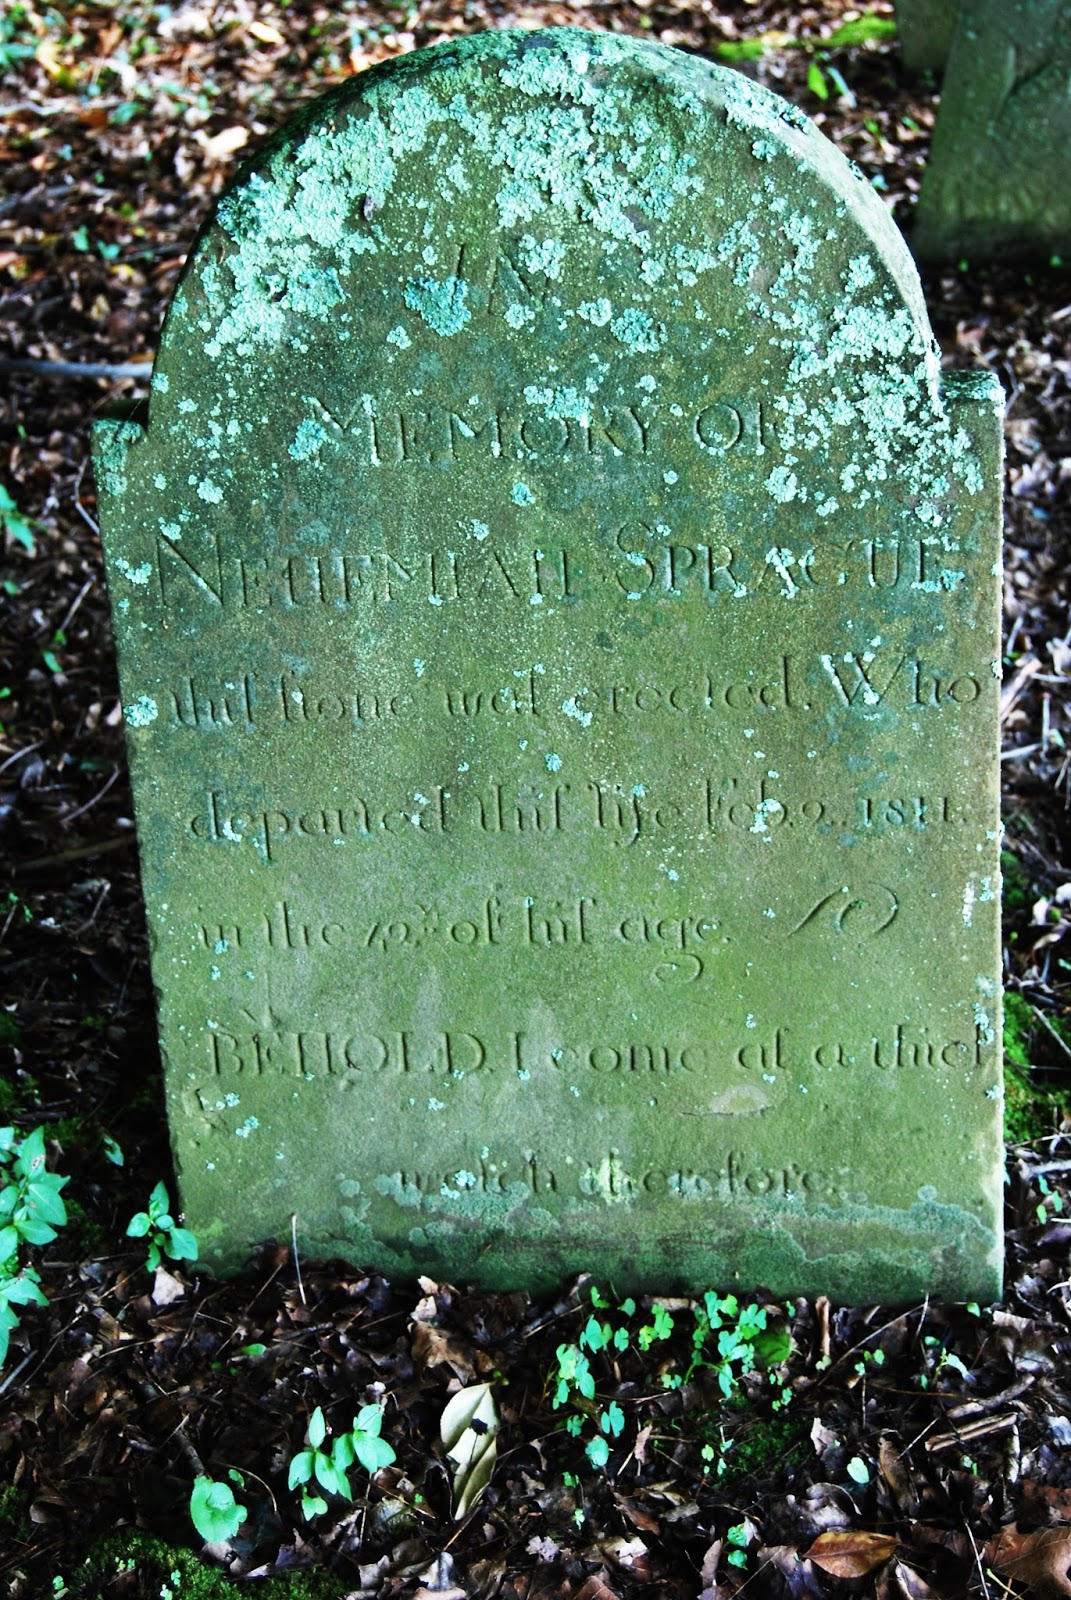 IN
MEMORY OF
NEHEMIAH SPRAGUE
thiſ ſtone waſ erected. Who
departed thiſ life Feb. 9.. 1811.
in the 42.y of hiſ age.
BEHOLD, I come aſ a thief
watch therefore.